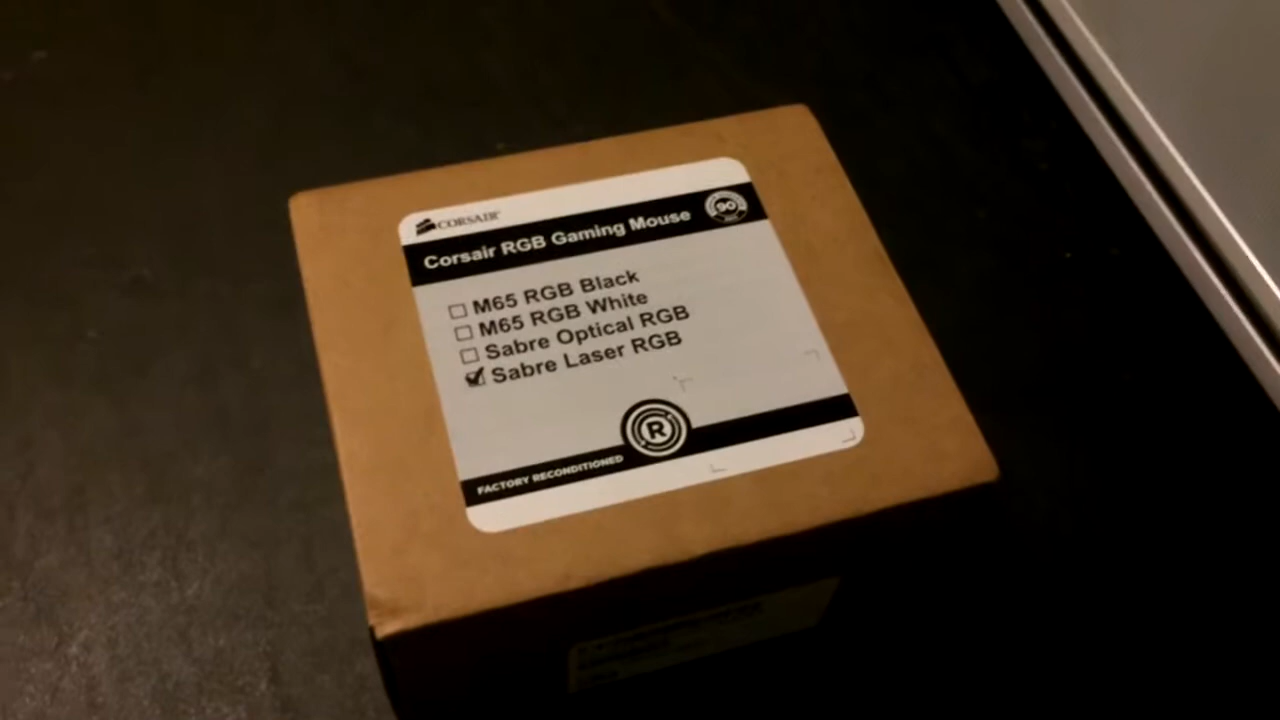 CORSAIR
Corsair RGB Gaming Mouse
90
M65 RGB Black
M65 RGB White
Sabre Optical RGB
Sabre Laser RGB
R
FACTORY RECONDITIONED